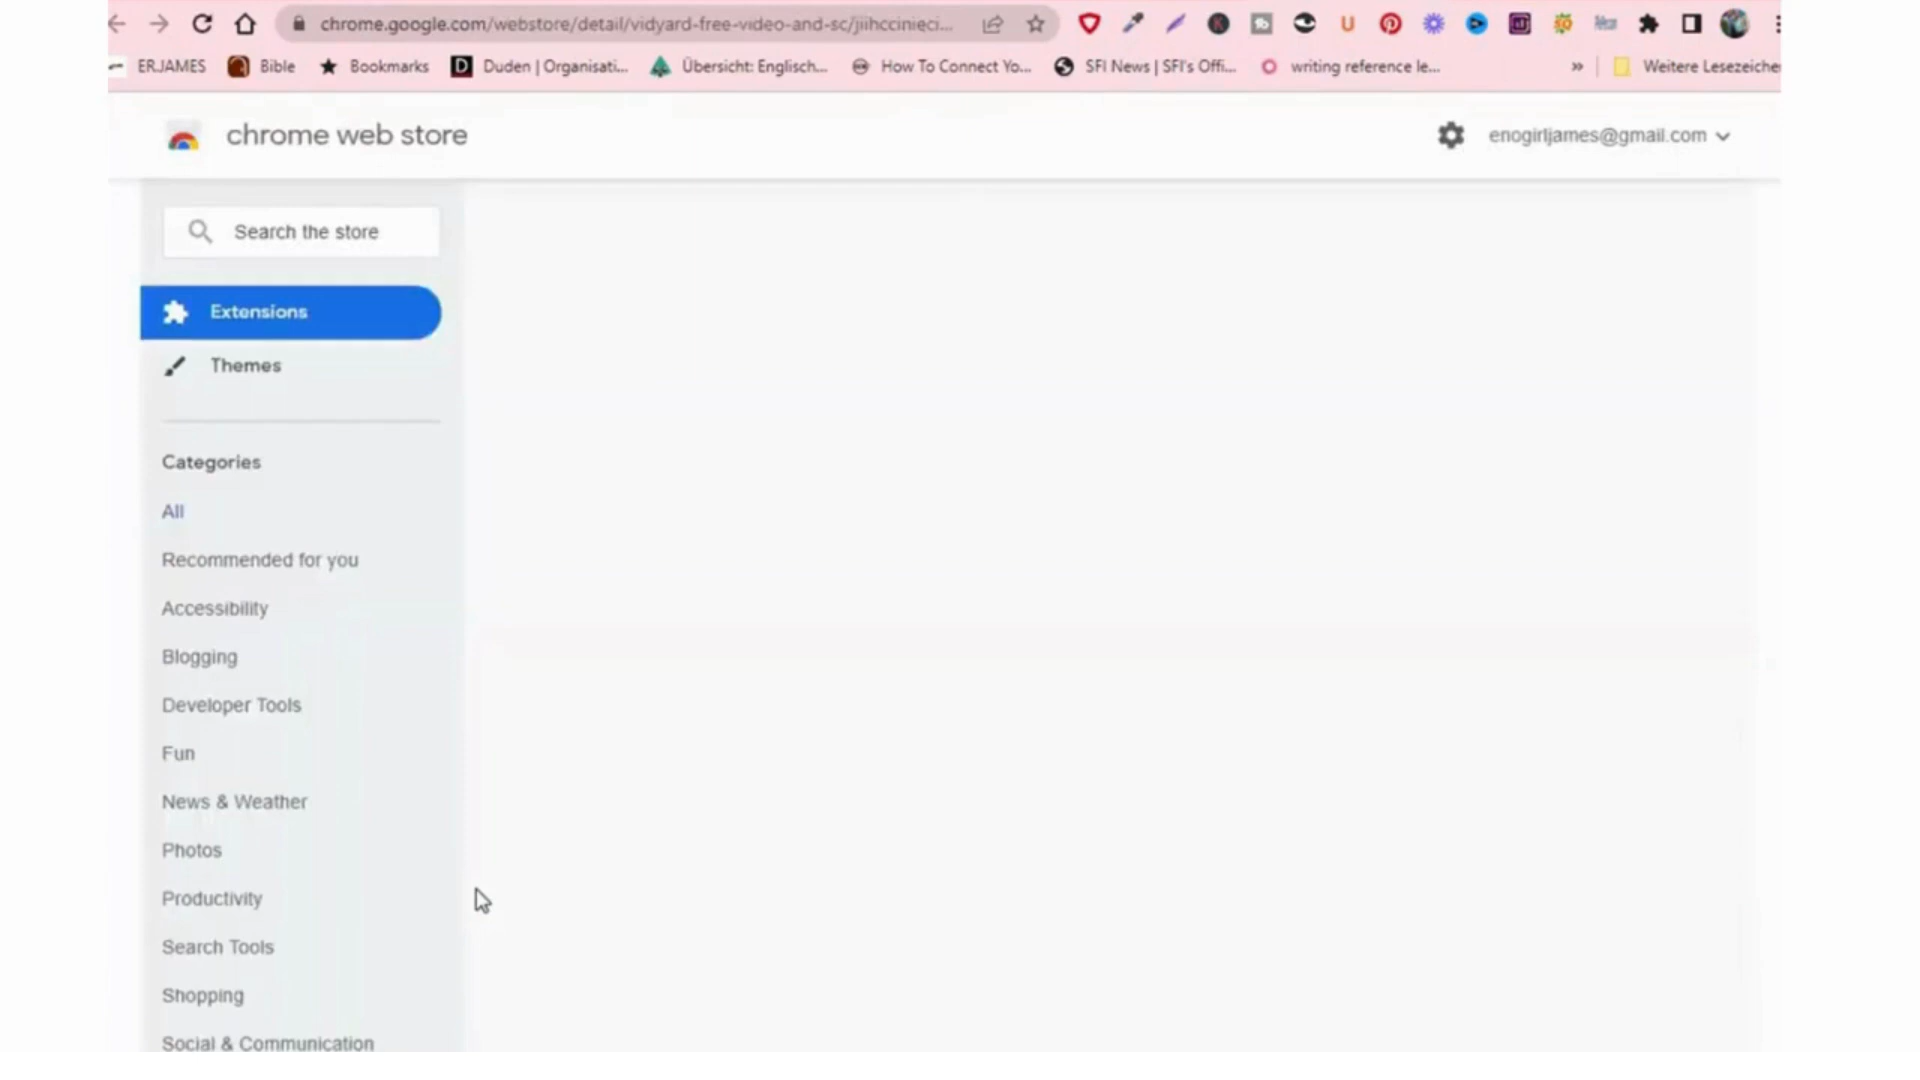 chrome.google.com/webstore/detail/vidyard-free-video-and-sc/jiihcciniecí...
ERJAMES Bible Bookmarks Duden | Organisati... Übersicht: Englisch... How To Connect Yo... SFI News | SFI's Offi... writing reference le... » Weitere Lesezeiche
chrome web store
enogirljames@gmail.com
Search the store
Extensions
Themes
Categories
All
Recommended for you
Accessibility
Blogging
Developer Tools
Fun
News & Weather
Photos
Productivity
Search Tools
Shopping
Social & Communication